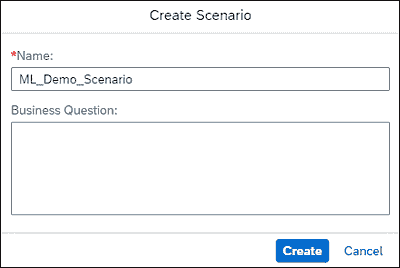 Create Scenario
*Name:
ML_Demo_Scenario
Business Question:
Create Cancel